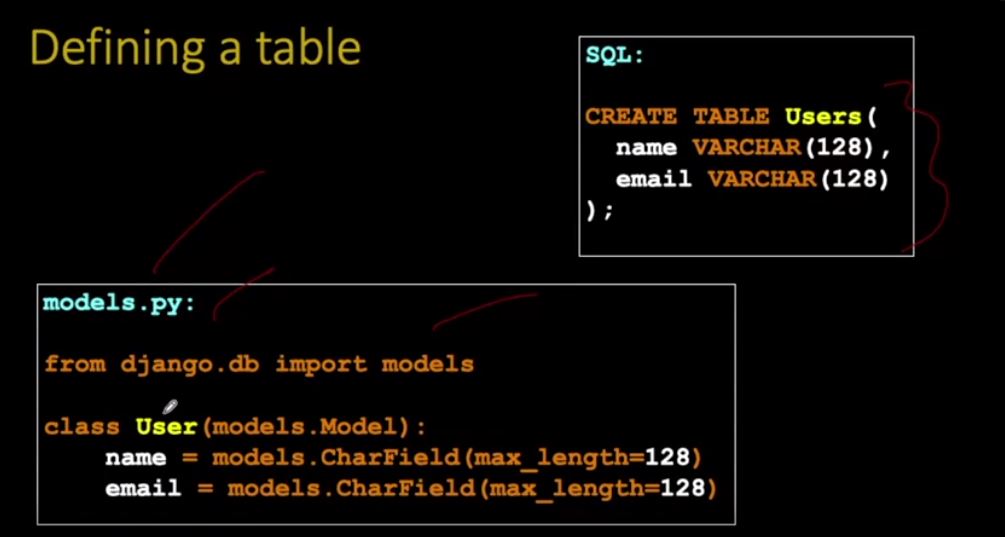 Defining a table
SQL:
CREATE TABLE Users(
  name VARCHAR(128),
  email VARCHAR(128)
);
models.py:
from django.db import models
class User(models.Model):
    name = models.CharField(max_length=128)
    email = models.CharField(max_length=128)